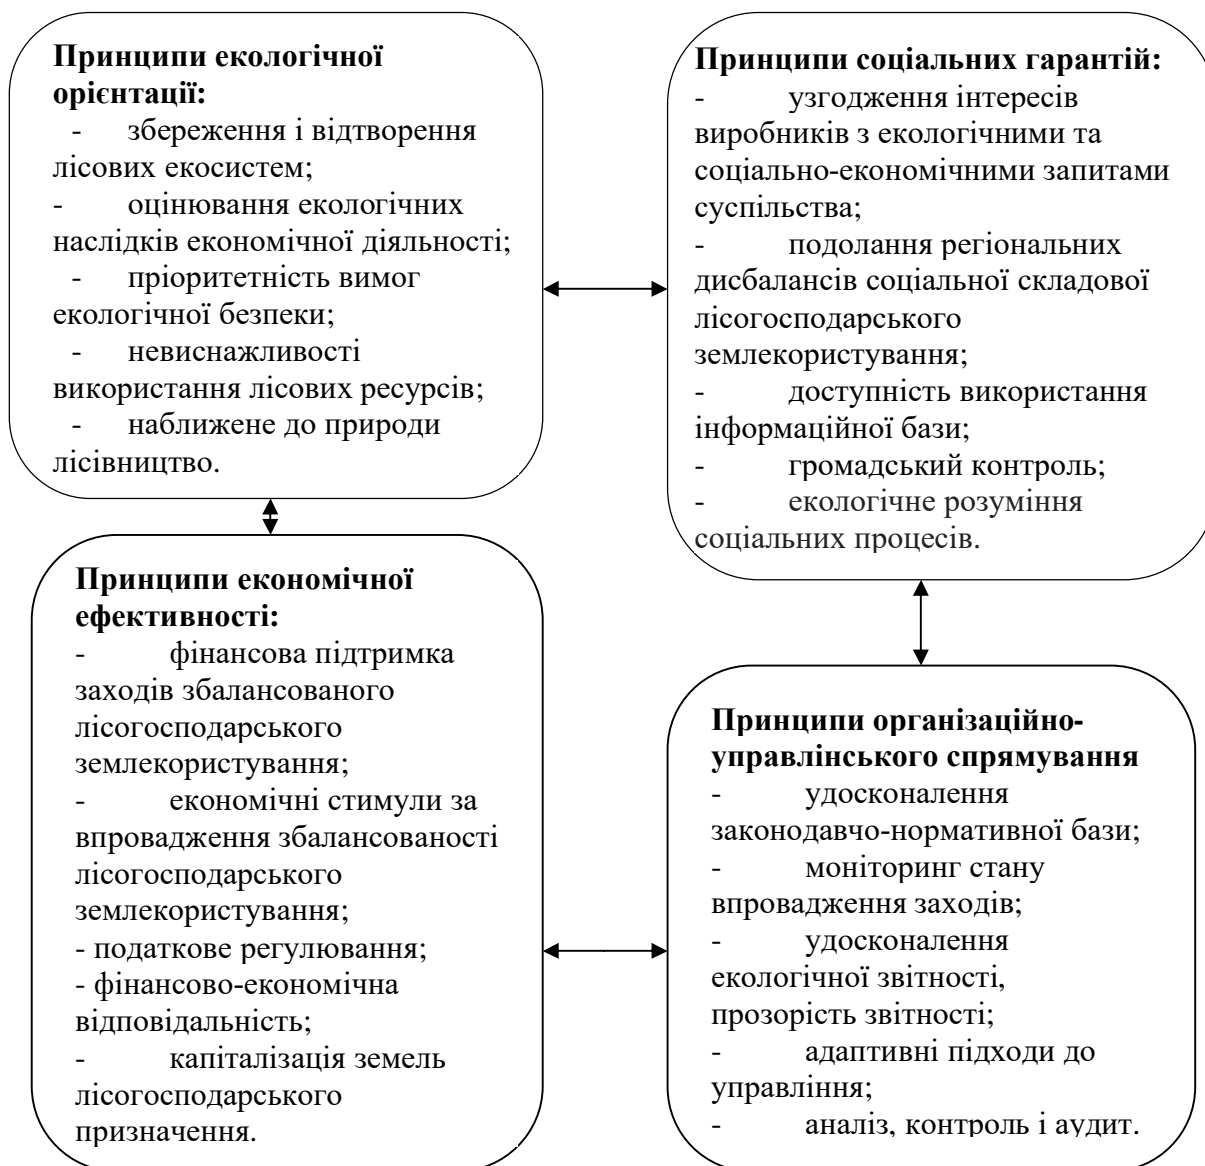 Принципи екологічної
орієнтації:
- збереження і відтворення
лісових екосистем;
- оцінювання екологічних
наслідків економічної діяльності;
- пріоритетність вимог
екологічної безпеки;
- невиснажливості
використання лісових ресурсів;
- наближене до природи
лісівництво.
Принципи соціальних гарантій:
- узгодження інтересів
виробників з екологічними та
соціально-економічними запитами
суспільства;
- подолання регіональних
дисбалансів соціальної складової
лісогосподарського
землекористування;
- доступність використання
інформаційної бази;
- громадський контроль;
- екологічне розуміння
соціальних процесів.
Принципи економічної
ефективності:
- фінансова підтримка
заходів збалансованого
лісогосподарського
землекористування;
- економічні стимули за
впровадження збалансованості
лісогосподарського
землекористування;
- податкове регулювання;
- фінансово-економічна
відповідальність;
- капіталізація земель
лісогосподарського
призначення.
Принципи організаційно-
управлінського спрямування
- удосконалення
законодавчо-нормативної бази;
- моніторинг стану
впровадження заходів;
- удосконалення
екологічної звітності,
прозорість звітності;
- адаптивні підходи до
управління;
- аналіз, контроль і аудит.